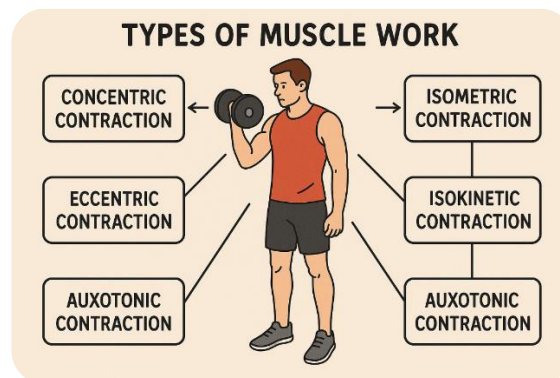 TYPES OF MUSCLE WORK
CONCENTRIC
CONTRACTION
ECCENTRIC
CONTRACTION
AUXOTONIC
CONTRACTION
ISOMETRIC
CONTRACTION
ISOKINETIC
CONTRACTION
AUXOTONIC
CONTRACTION